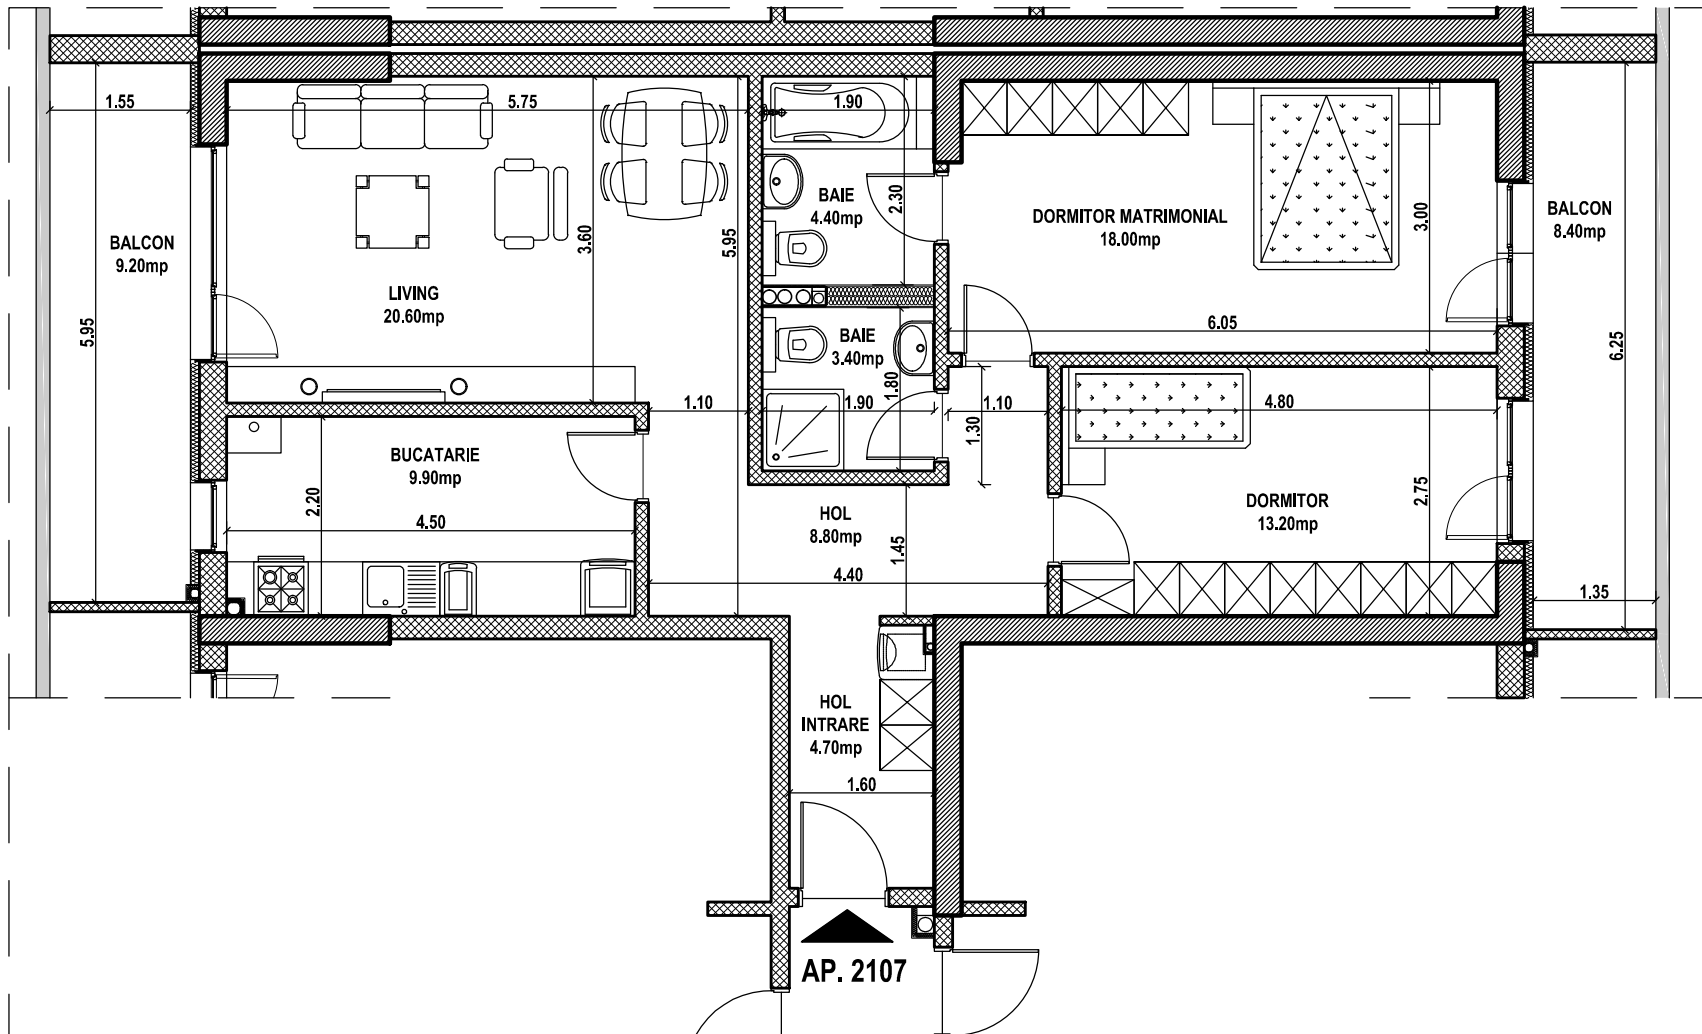 1.55
5.75
1.90
BALCON
9.20mp
LIVING
20.60mp
3.60
5.95
BAIE
4.40mp
2.30
DORMITOR MATRIMONIAL
18.00mp
3.00
BALCON
8.40mp
5.95
BAIE
3.40mp
1.80
6.05
6.25
1.10
1.90
1.10
1.30
4.80
BUCATARIE
9.90mp
2.20
4.50
HOL
8.80mp
1.45
4.40
DORMITOR
13.20mp
2.75
1.35
HOL
INTRARE
4.70mp
1.60
AP. 2107